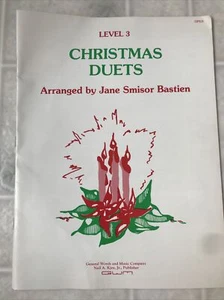 LEVEL 3
CHRISTMAS
DUETS
Arranged by Jane Smisor Bastien
General Words and Music Company
Neil A. Kjos, Jr., Publisher